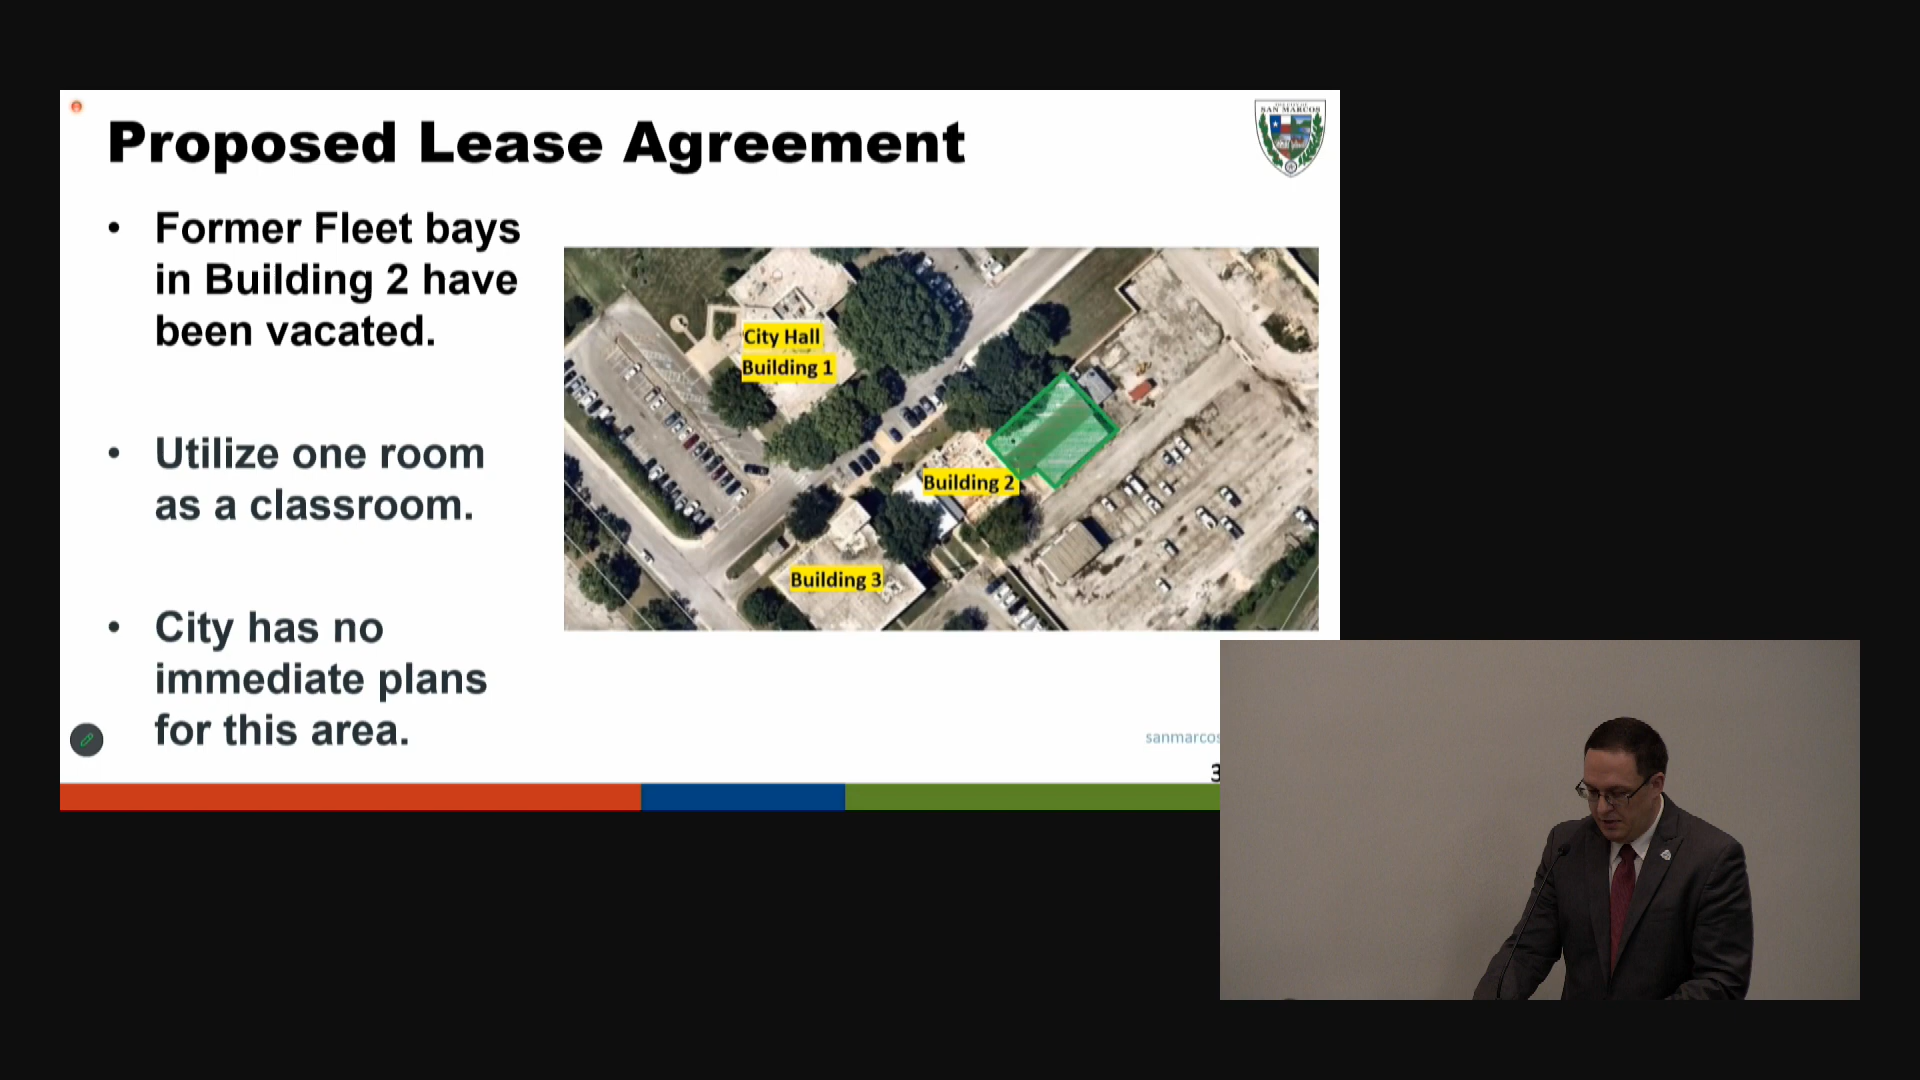 Proposed Lease Agreement
SAN MARCOS
• Former Fleet bays
in Building 2 have
been vacated.
• Utilize one room
as a classroom.
• City has no
immediate plans
for this area.
City Hall
Building 1
Building 2
Building 3
sanmarcos
3